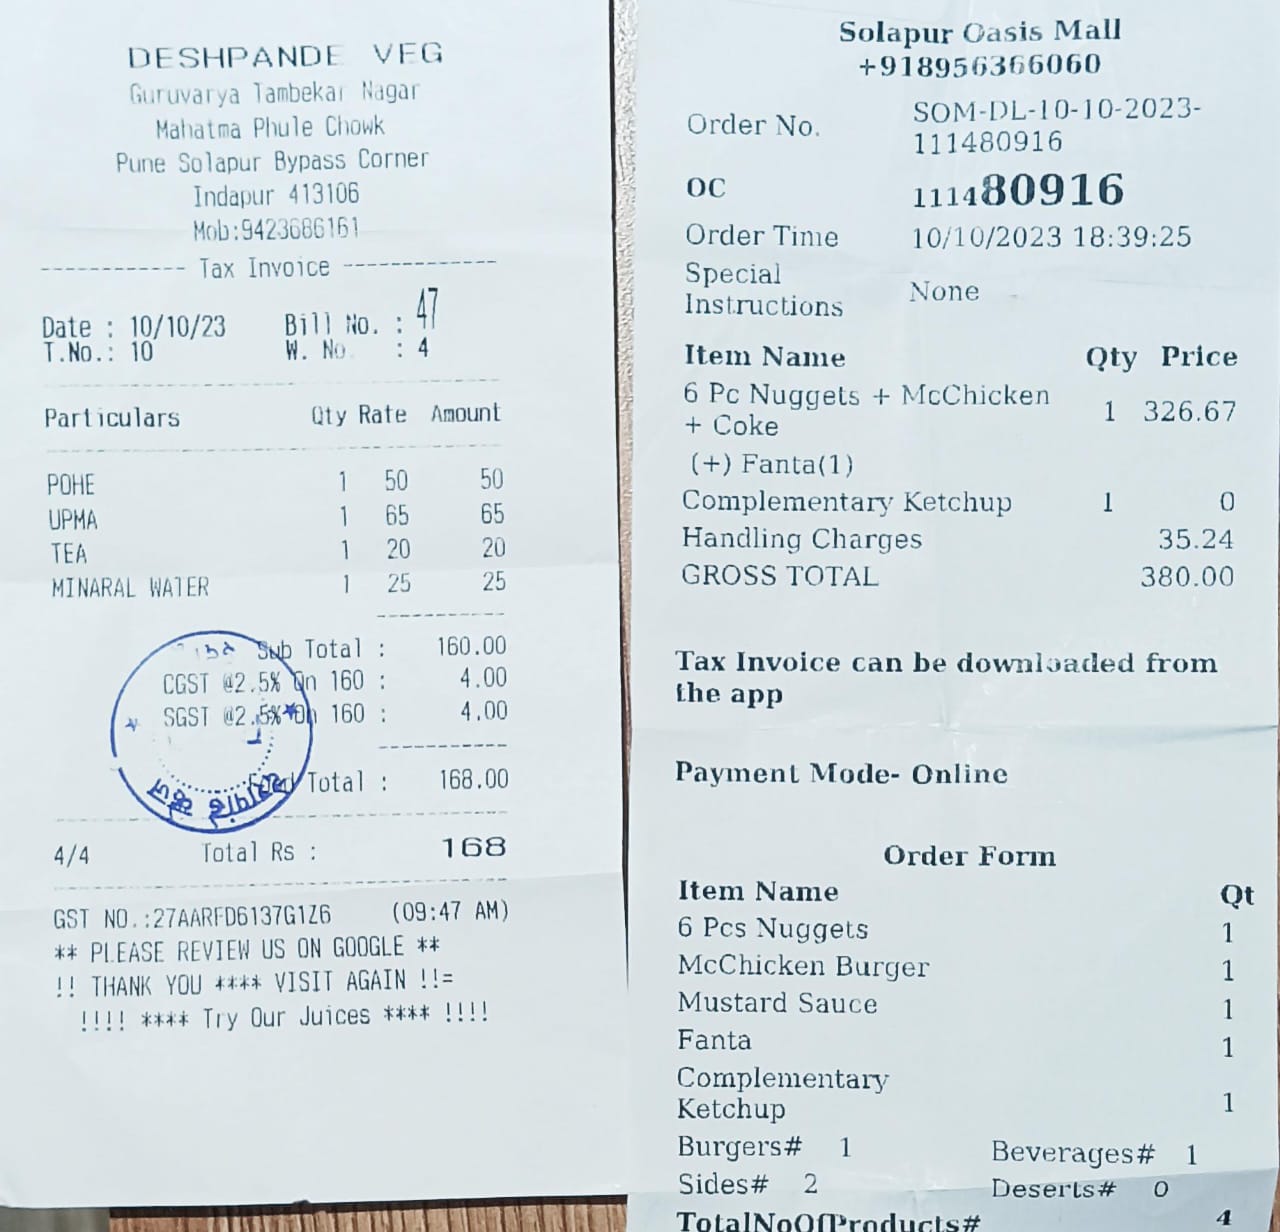 DESHPANDE VEG
Guruvarya Tambekar Nagar
Mahatma Phule Chowk
Pune Solapur Bypass Corner
Indapur 413106
Mob:9423686161
------------ Tax Invoice -------------
Date : 10/10/23 Bill No. : 47
T.No.: 10 W. No : 4
Particulars Qty Rate Amount
POHE 1 50 50
UPMA 1 65 65
TEA 1 20 20
MINARAL WATER 1 25 25
Sub Total : 160.00
CGST @2.5% On 160 : 4.00
SGST @2.5% On 160 : 4.00
Total : 168.00
4/4 Total Rs : 168
GST NO.:27AARFD6137G1Z6 (09:47 AM)
** PLEASE REVIEW US ON GOOGLE **
!! THANK YOU **** VISIT AGAIN !!=
!!!! **** Try Our Juices **** !!!!
Solapur Oasis Mall
+918956366060
Order No. SOM-DL-10-10-2023-
111480916
OC 111480916
Order Time 10/10/2023 18:39:25
Special
Instructions None
Item Name Qty Price
6 Pc Nuggets + McChicken
+ Coke 1 326.67
(+) Fanta(1)
Complementary Ketchup 1 0
Handling Charges 35.24
GROSS TOTAL 380.00
Tax Invoice can be downloaded from
the app
Payment Mode- Online
Order Form
Item Name Qt
6 Pcs Nuggets 1
McChicken Burger 1
Mustard Sauce 1
Fanta 1
Complementary
Ketchup 1
Burgers# 1 Beverages# 1
Sides# 2 Deserts# 0
TotalNoOfProducts# 4